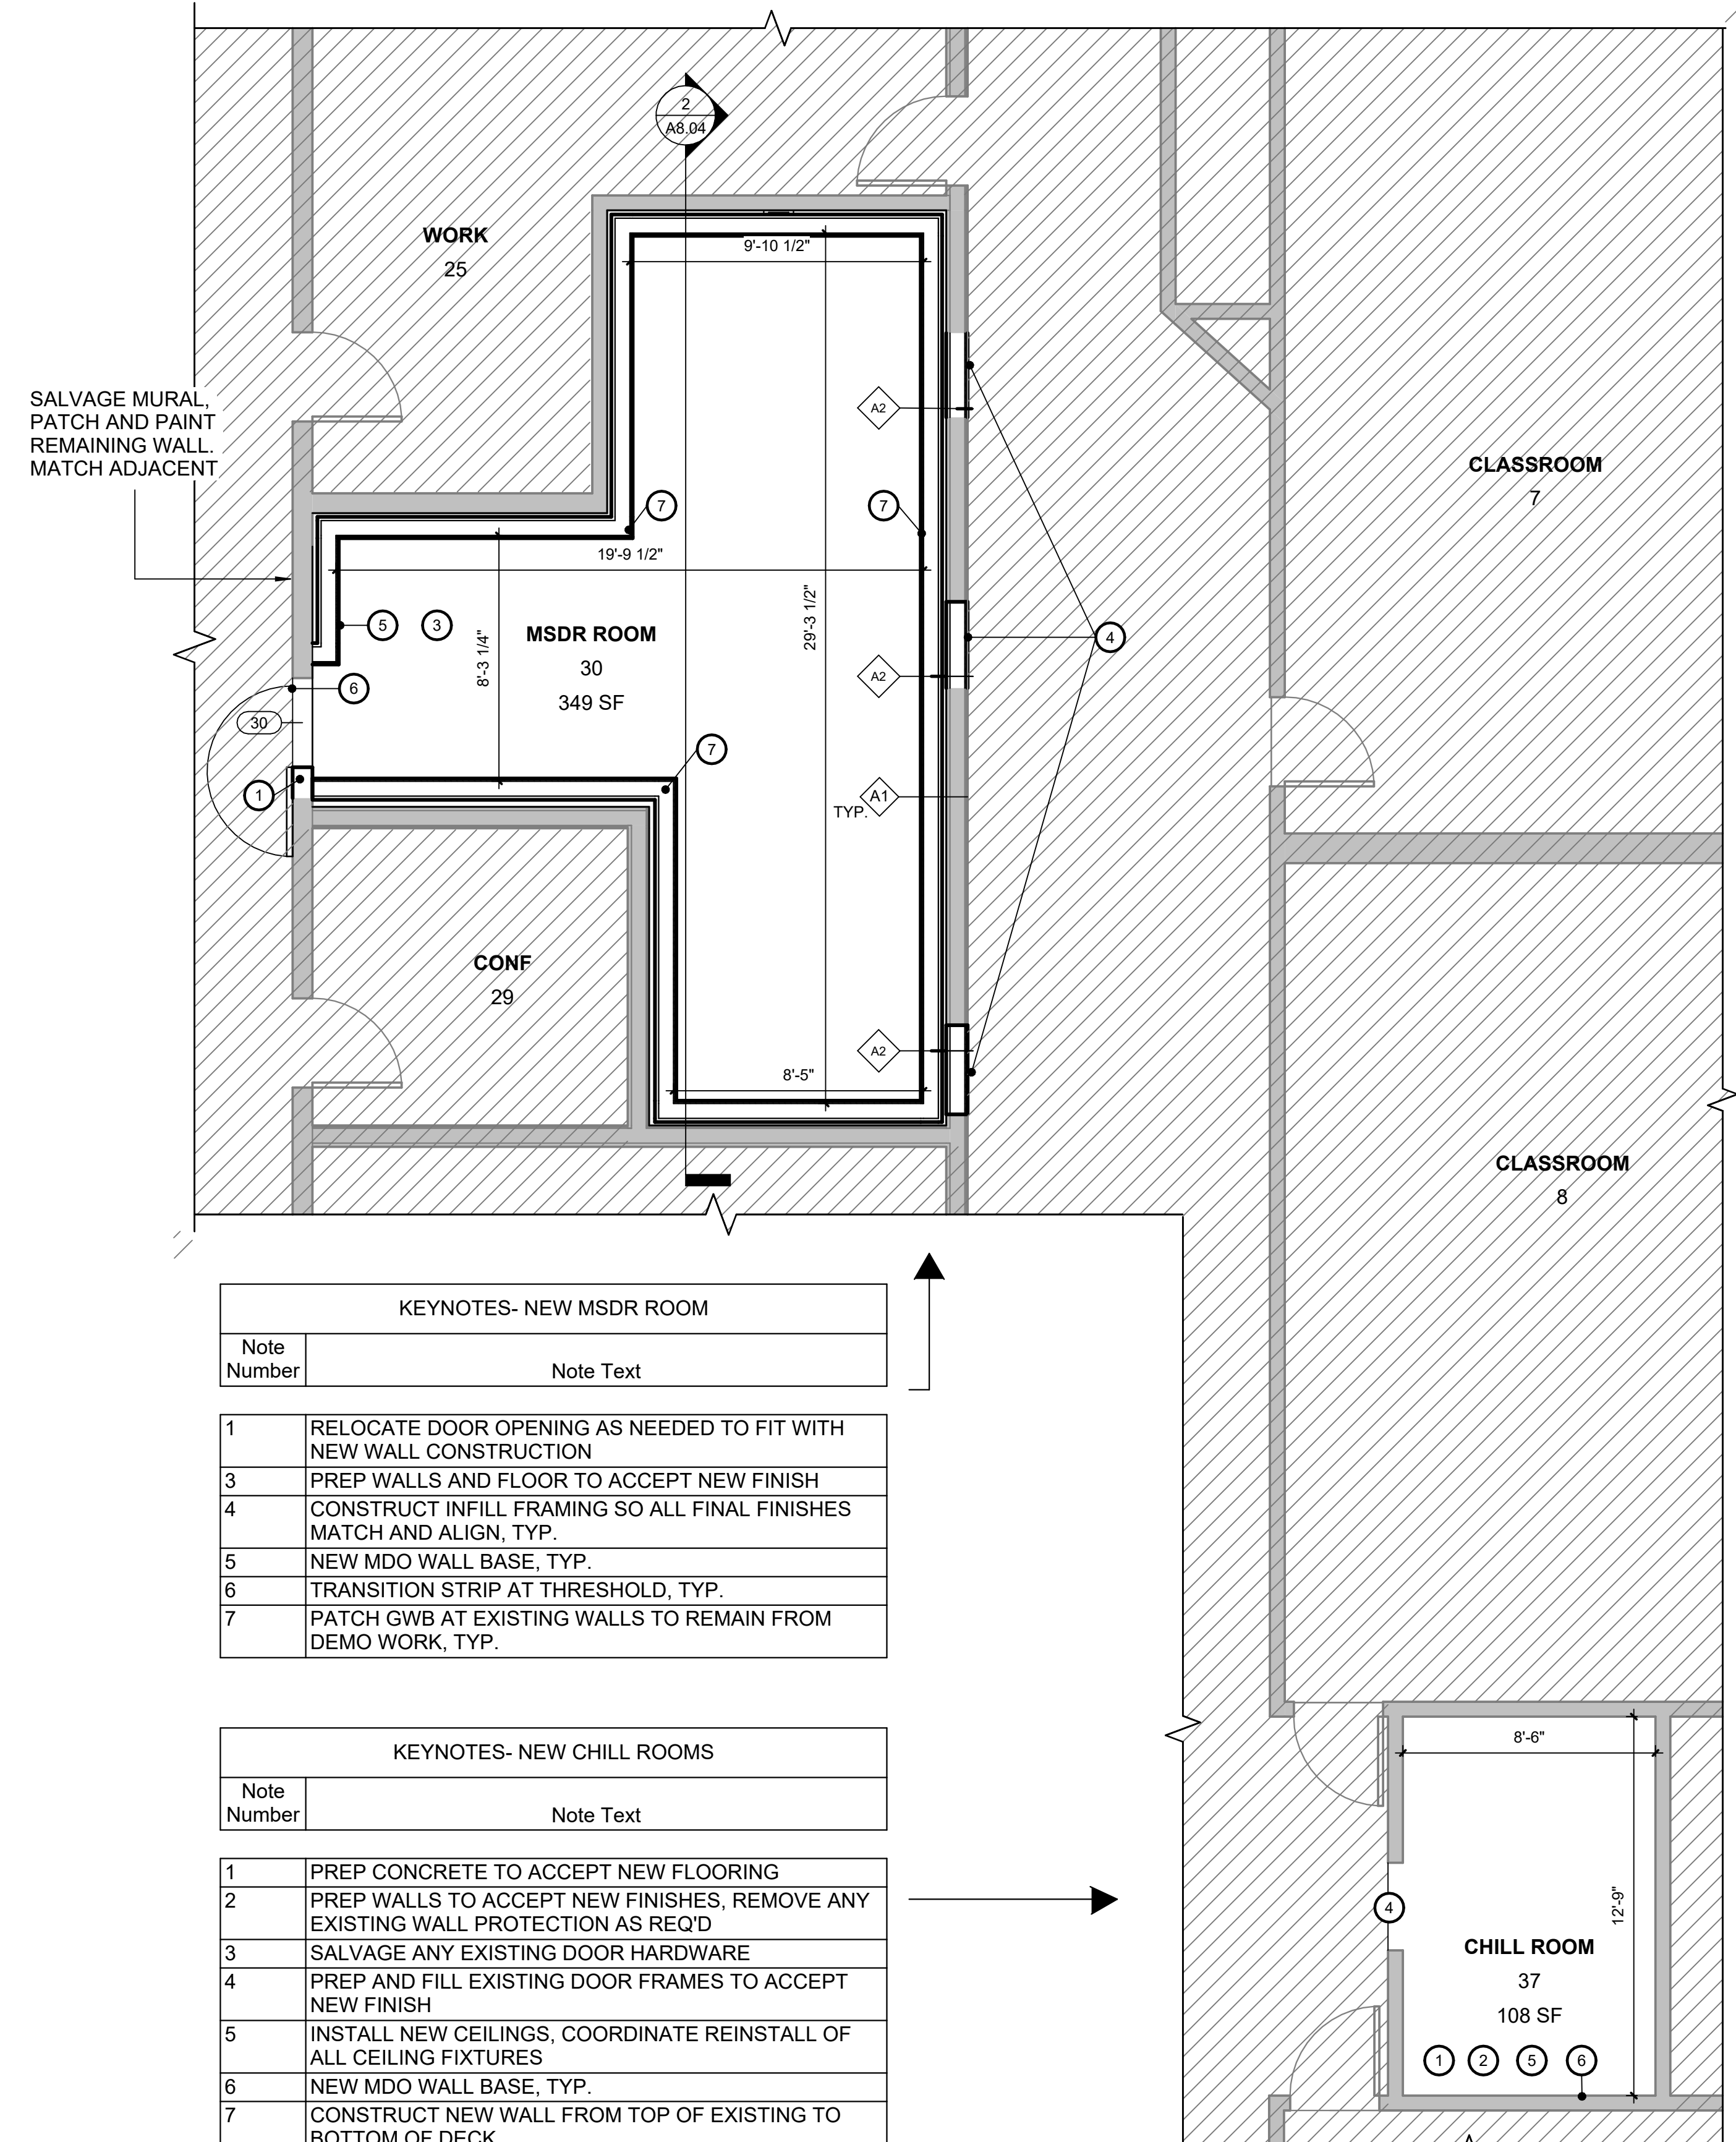 2
A8.04
WORK
25
9'-10 1/2"
SALVAGE MURAL,
PATCH AND PAINT
REMAINING WALL.
MATCH ADJACENT
A2
CLASSROOM
7
7
7
19'-9 1/2"
5
3
8'-3 1/4"
MSDR ROOM
30
349 SF
29'-3 1/2"
4
A2
6
30
7
1
A1
TYP.
CONF
29
A2
8'-5"
CLASSROOM
8
KEYNOTES- NEW MSDR ROOM
Note
Number
Note Text
1
RELOCATE DOOR OPENING AS NEEDED TO FIT WITH
NEW WALL CONSTRUCTION
3
PREP WALLS AND FLOOR TO ACCEPT NEW FINISH
4
CONSTRUCT INFILL FRAMING SO ALL FINAL FINISHES
MATCH AND ALIGN, TYP.
5
NEW MDO WALL BASE, TYP.
6
TRANSITION STRIP AT THRESHOLD, TYP.
7
PATCH GWB AT EXISTING WALLS TO REMAIN FROM
DEMO WORK, TYP.
KEYNOTES- NEW CHILL ROOMS
Note
Number
Note Text
1
PREP CONCRETE TO ACCEPT NEW FLOORING
2
PREP WALLS TO ACCEPT NEW FINISHES, REMOVE ANY
EXISTING WALL PROTECTION AS REQ'D
3
SALVAGE ANY EXISTING DOOR HARDWARE
4
PREP AND FILL EXISTING DOOR FRAMES TO ACCEPT
NEW FINISH
5
INSTALL NEW CEILINGS, COORDINATE REINSTALL OF
ALL CEILING FIXTURES
6
NEW MDO WALL BASE, TYP.
7
CONSTRUCT NEW WALL FROM TOP OF EXISTING TO
BOTTOM OF DECK
8'-6"
12'-9"
4
CHILL ROOM
37
108 SF
1
2
5
6